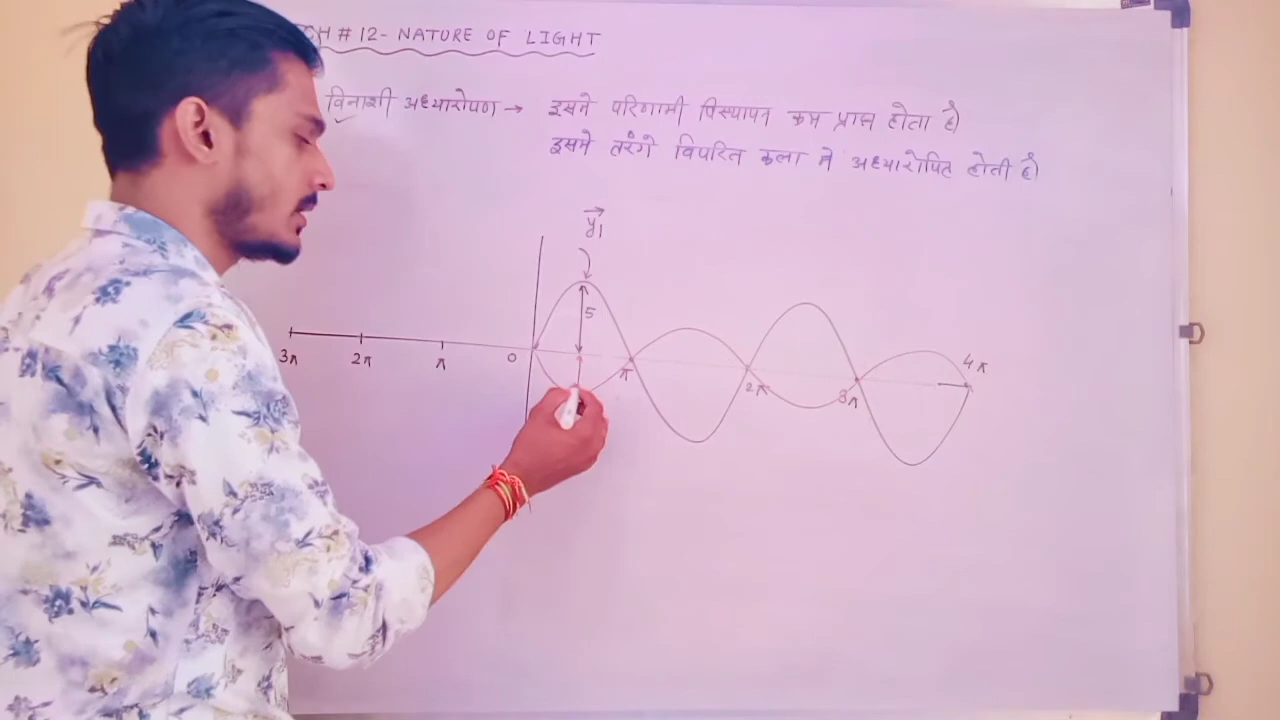 CH # 12- NATURE OF LIGHT
विनाशी अध्यारोपण → इसमे परिणामी विस्थापन कम प्राप्त होता है
इसमे तरंगे विपरित कला मे अध्यारोपित होती है
y1
5
3π 2π π 0 π 2π 3π 4π